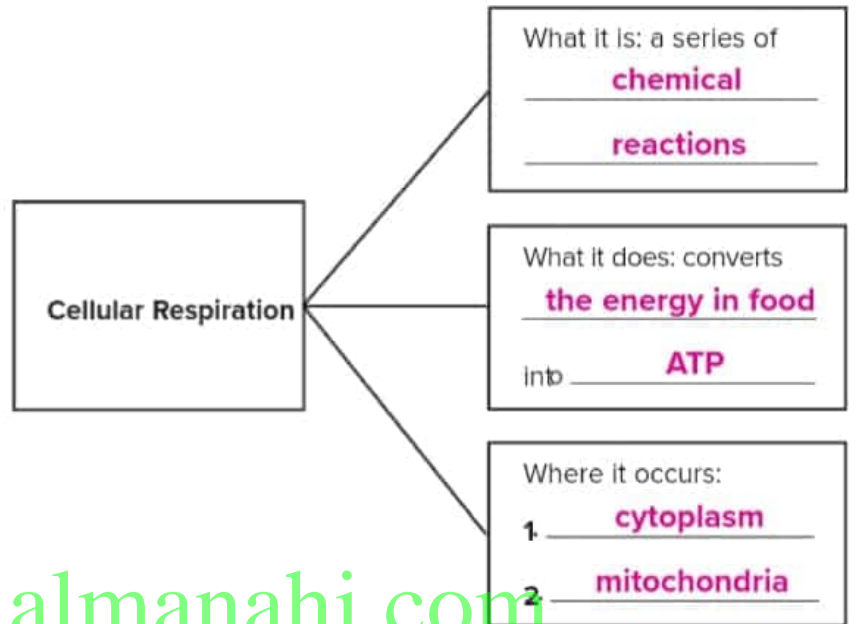 What it is: a series of
chemical
reactions
Cellular Respiration
What it does: converts
the energy in food
into ATP
Where it occurs:
1. cytoplasm
2. mitochondria
almanahj.com